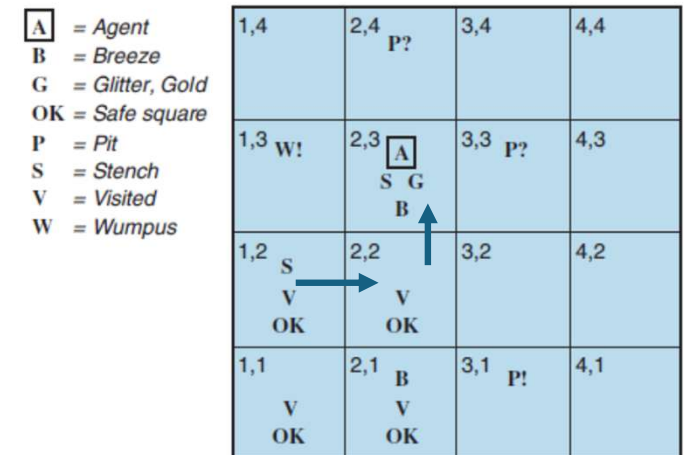 A = Agent
B = Breeze
G = Glitter, Gold
OK = Safe square
P = Pit
S = Stench
V = Visited
W = Wumpus
1,4 2,4 P? 3,4 4,4
1,3 W! 2,3 A 3,3 P? 4,3
S G
B
1,2 S 2,2 3,2 4,2
V V
OK OK
1,1 2,1 B 3,1 P! 4,1
V V
OK OK